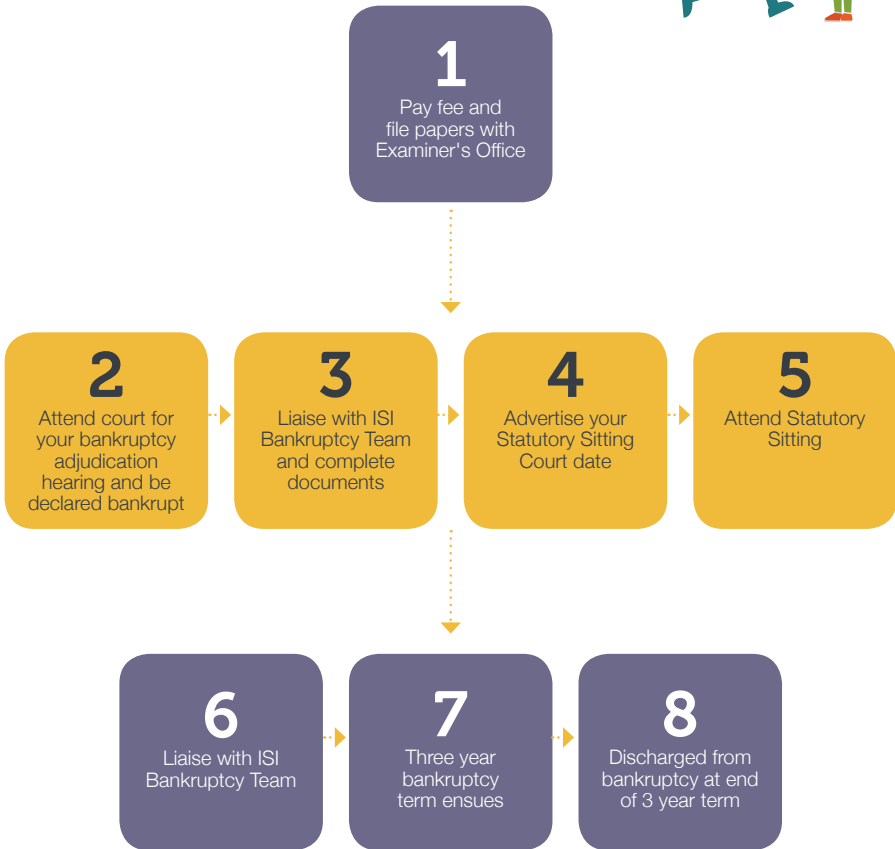 1
Pay fee and
file papers with
Examiner's Office
2
Attend court for
your bankruptcy
adjudication
hearing and be
declared bankrupt
3
Liaise with ISI
Bankruptcy Team
and complete
documents
4
Advertise your
Statutory Sitting
Court date
5
Attend Statutory
Sitting
6
Liaise with ISI
Bankruptcy Team
7
Three year
bankruptcy
term ensues
8
Discharged from
bankruptcy at end
of 3 year term